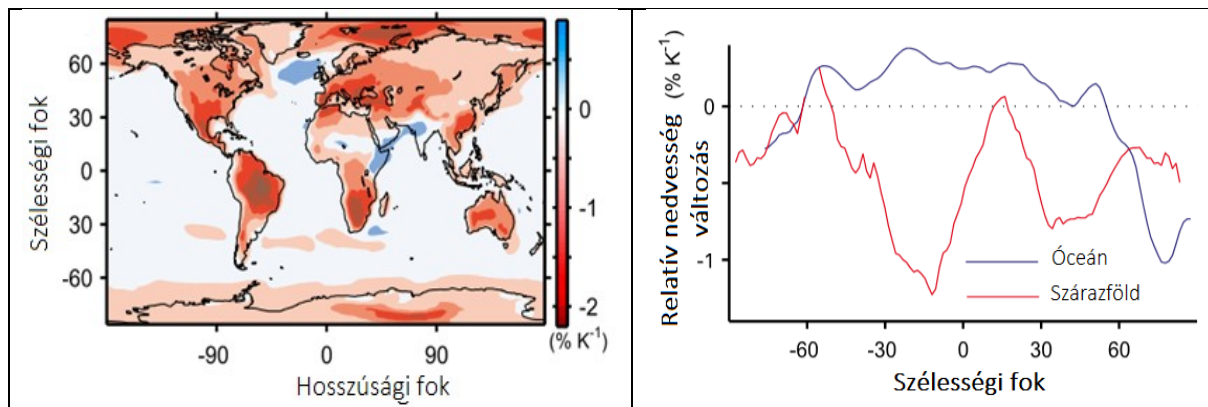 60
30
0
30
-60
-90
0
90
Szélességi fok
Hosszúsági fok
0
-1
-2
(% K⁻¹)
Relatív nedvesség (% K⁻¹)
változás
0
-1
-60
-30
0
30
60
Szélességi fok
Óceán
Szárazföld